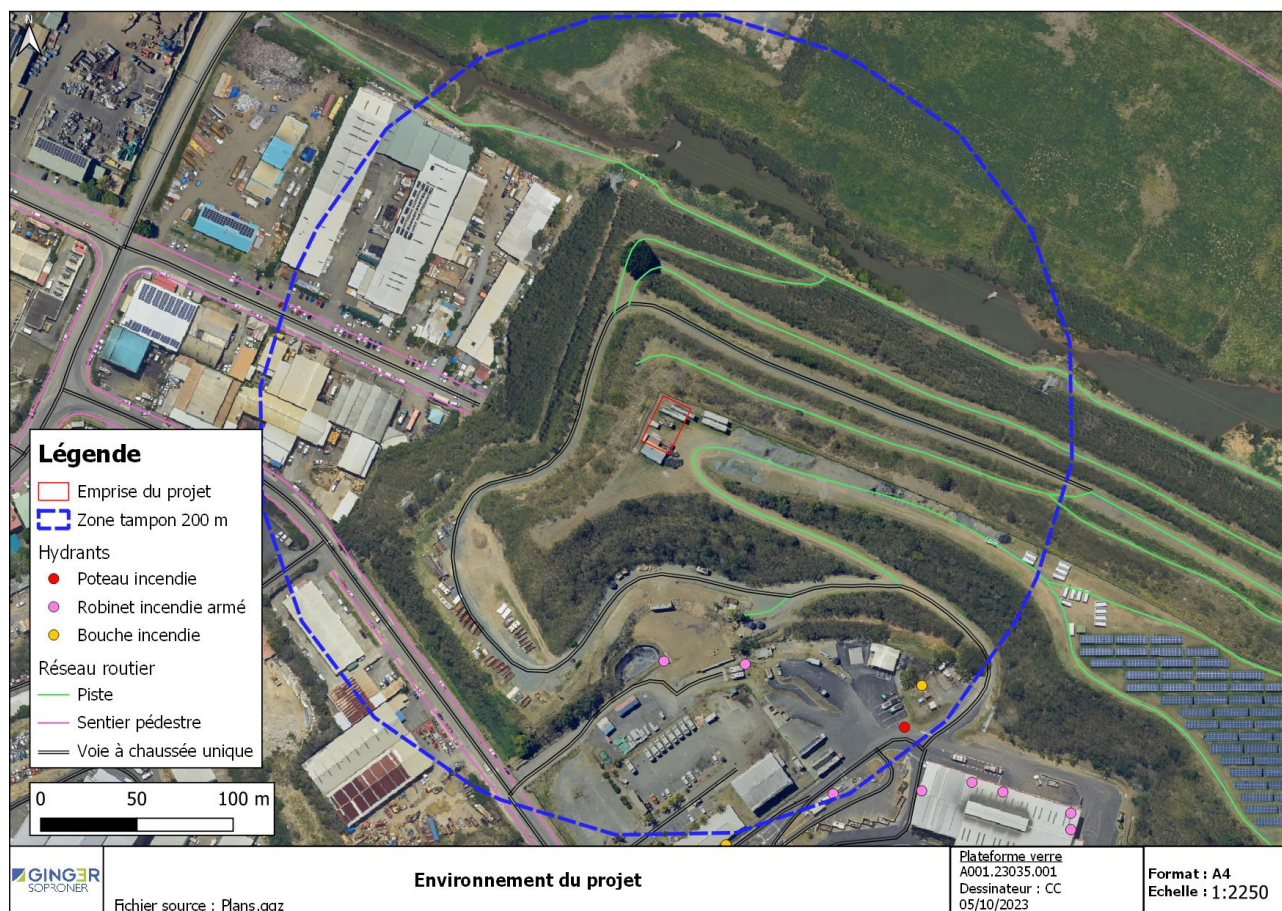 N
Légende
Emprise du projet
Zone tampon 200 m
Hydrants
Poteau incendie
Robinet incendie armé
Bouche incendie
Réseau routier
Piste
Sentier pédestre
Voie à chaussée unique
0 50 100 m
GINGER
SOPRONER
Fichier source : Plans.qgz
Environnement du projet
Plateforme verre
A001.23035.001
Dessinateur : CC
05/10/2023
Format : A4
Echelle : 1:2250